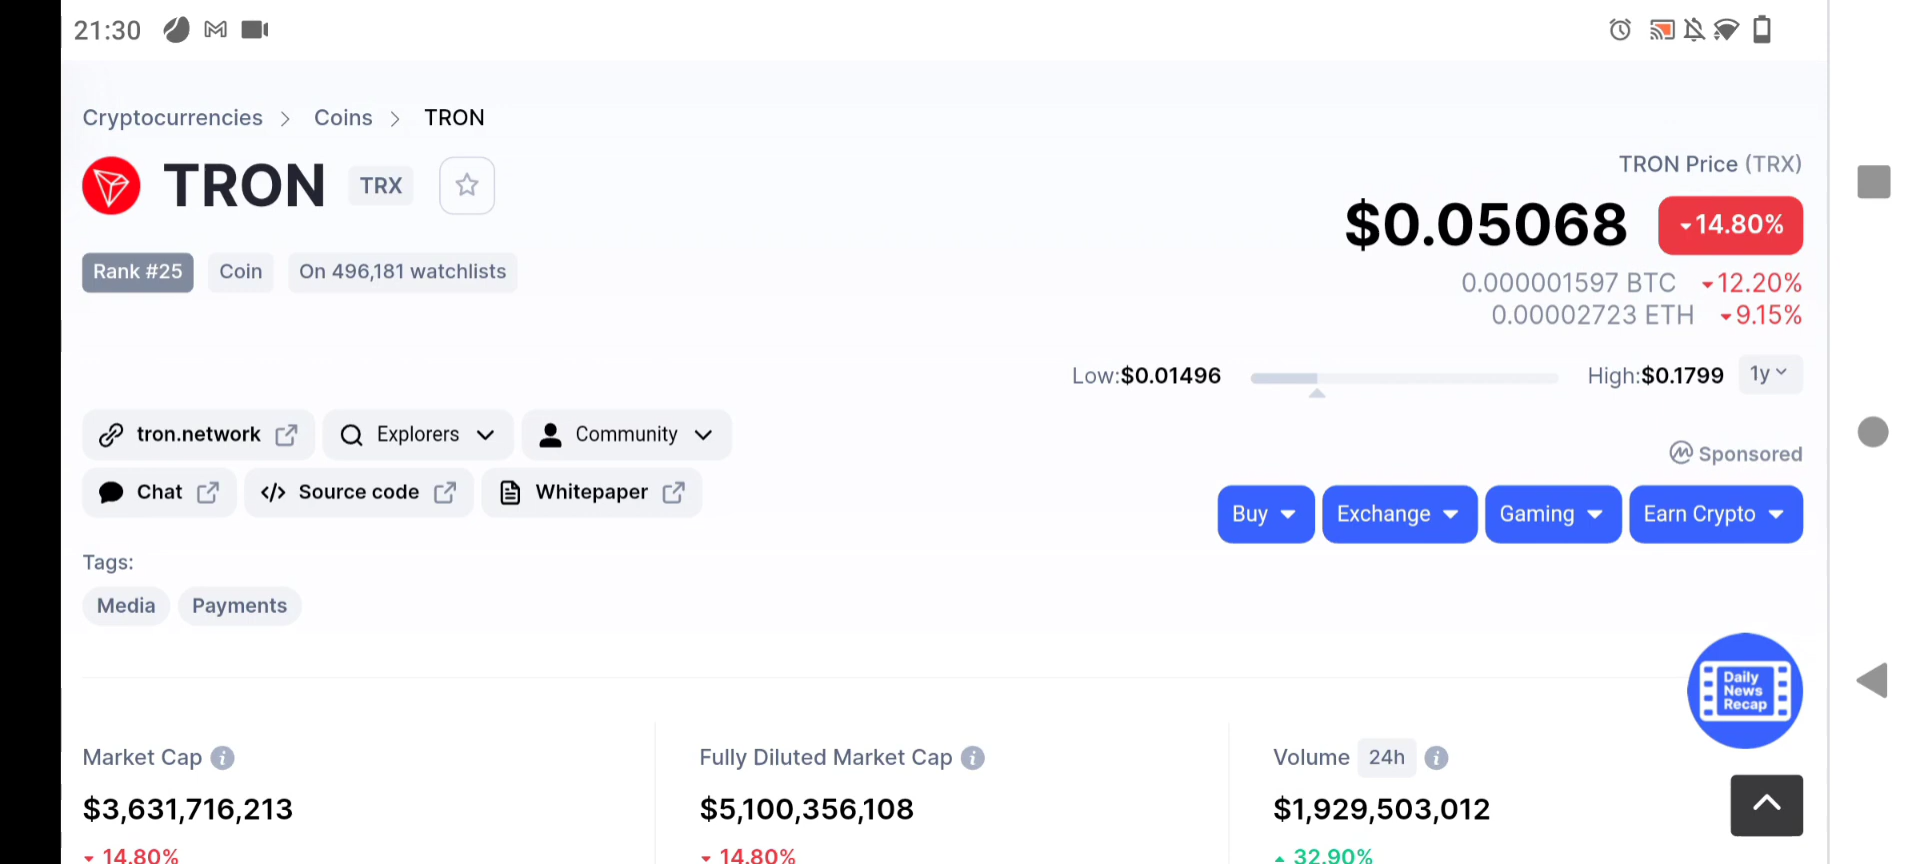 21:30
Cryptocurrencies > Coins > TRON
TRON TRX
Rank #25 Coin On 496,181 watchlists
TRON Price (TRX)
$0.05068 14.80%
0.000001597 BTC 12.20%
0.00002723 ETH 9.15%
Low:$0.01496 High:$0.1799 1y
tron.network Explorers Community
Chat Source code Whitepaper
Sponsored
Buy Exchange Gaming Earn Crypto
Tags:
Media Payments
Daily
News
Recap
Market Cap Fully Diluted Market Cap Volume 24h
$3,631,716,213 $5,100,356,108 $1,929,503,012
14.80% 14.80% 32.90%